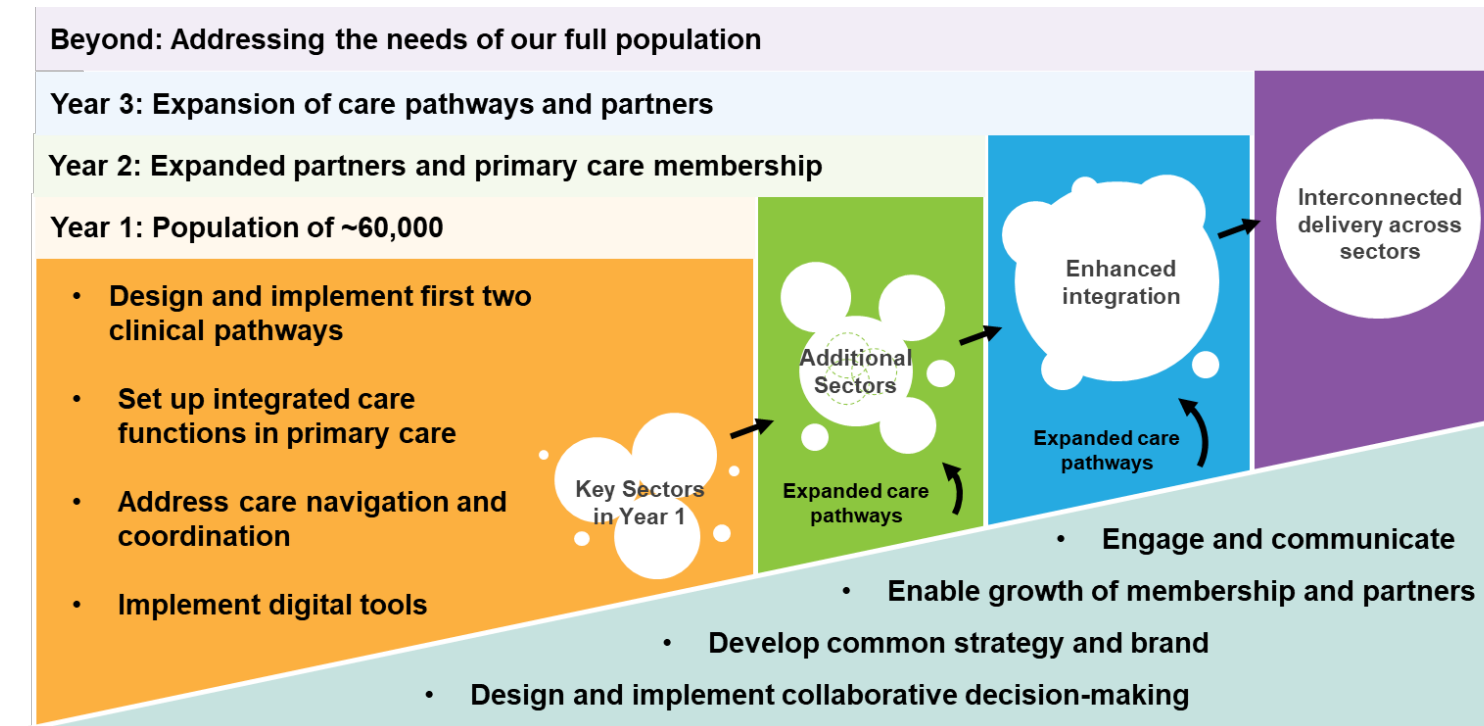 Beyond: Addressing the needs of our full population
Year 3: Expansion of care pathways and partners
Year 2: Expanded partners and primary care membership
Year 1: Population of ~60,000
• Design and implement first two
clinical pathways
• Set up integrated care
functions in primary care
• Address care navigation and
coordination
• Implement digital tools
Key Sectors
in Year 1
Additional
Sectors
Expanded care
pathways
Enhanced
integration
Expanded care
pathways
Interconnected
delivery across
sectors
• Engage and communicate
• Enable growth of membership and partners
• Develop common strategy and brand
• Design and implement collaborative decision-making